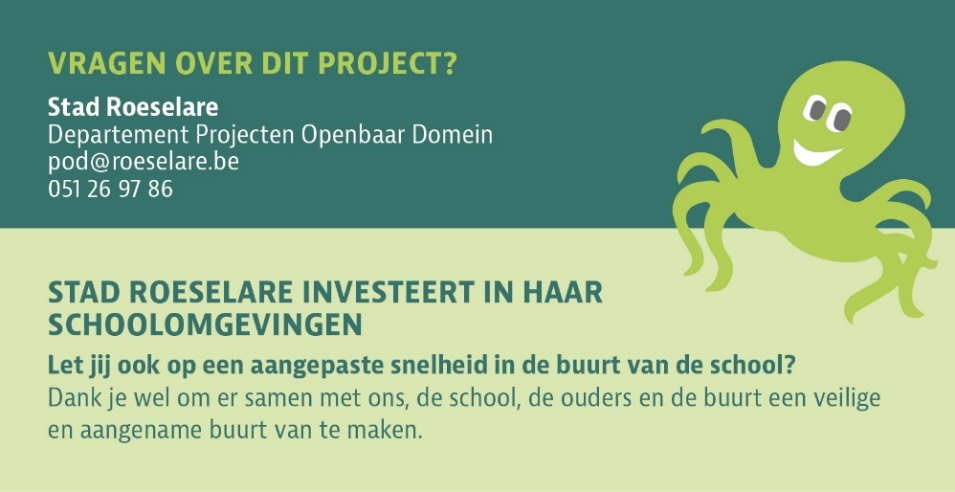 VRAGEN OVER DIT PROJECT?
Stad Roeselare
Departement Projecten Openbaar Domein
pod@roeselare.be
051 26 97 86
STAD ROESELARE INVESTEERT IN HAAR
SCHOOLOMGEVINGEN
Let jij ook op een aangepaste snelheid in de buurt van de school?
Dank je wel om er samen met ons, de school, de ouders en de buurt een veilige
en aangename buurt van te maken.